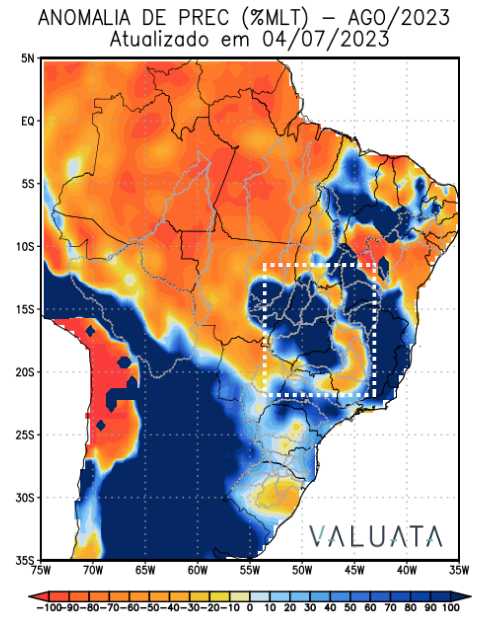 ANOMALIA DE PREC (%MLT) – AGO/2023
Atualizado em 04/07/2023
5N
EQ
5S
10S
15S
20S
25S
30S
35S
VALUATA
75W 70W 65W 60W 55W 50W 45W 40W 35W
-100 -90 -80 -70 -60 -50 -40 -30 -20 -10 0 10 20 30 40 50 60 70 80 90 100